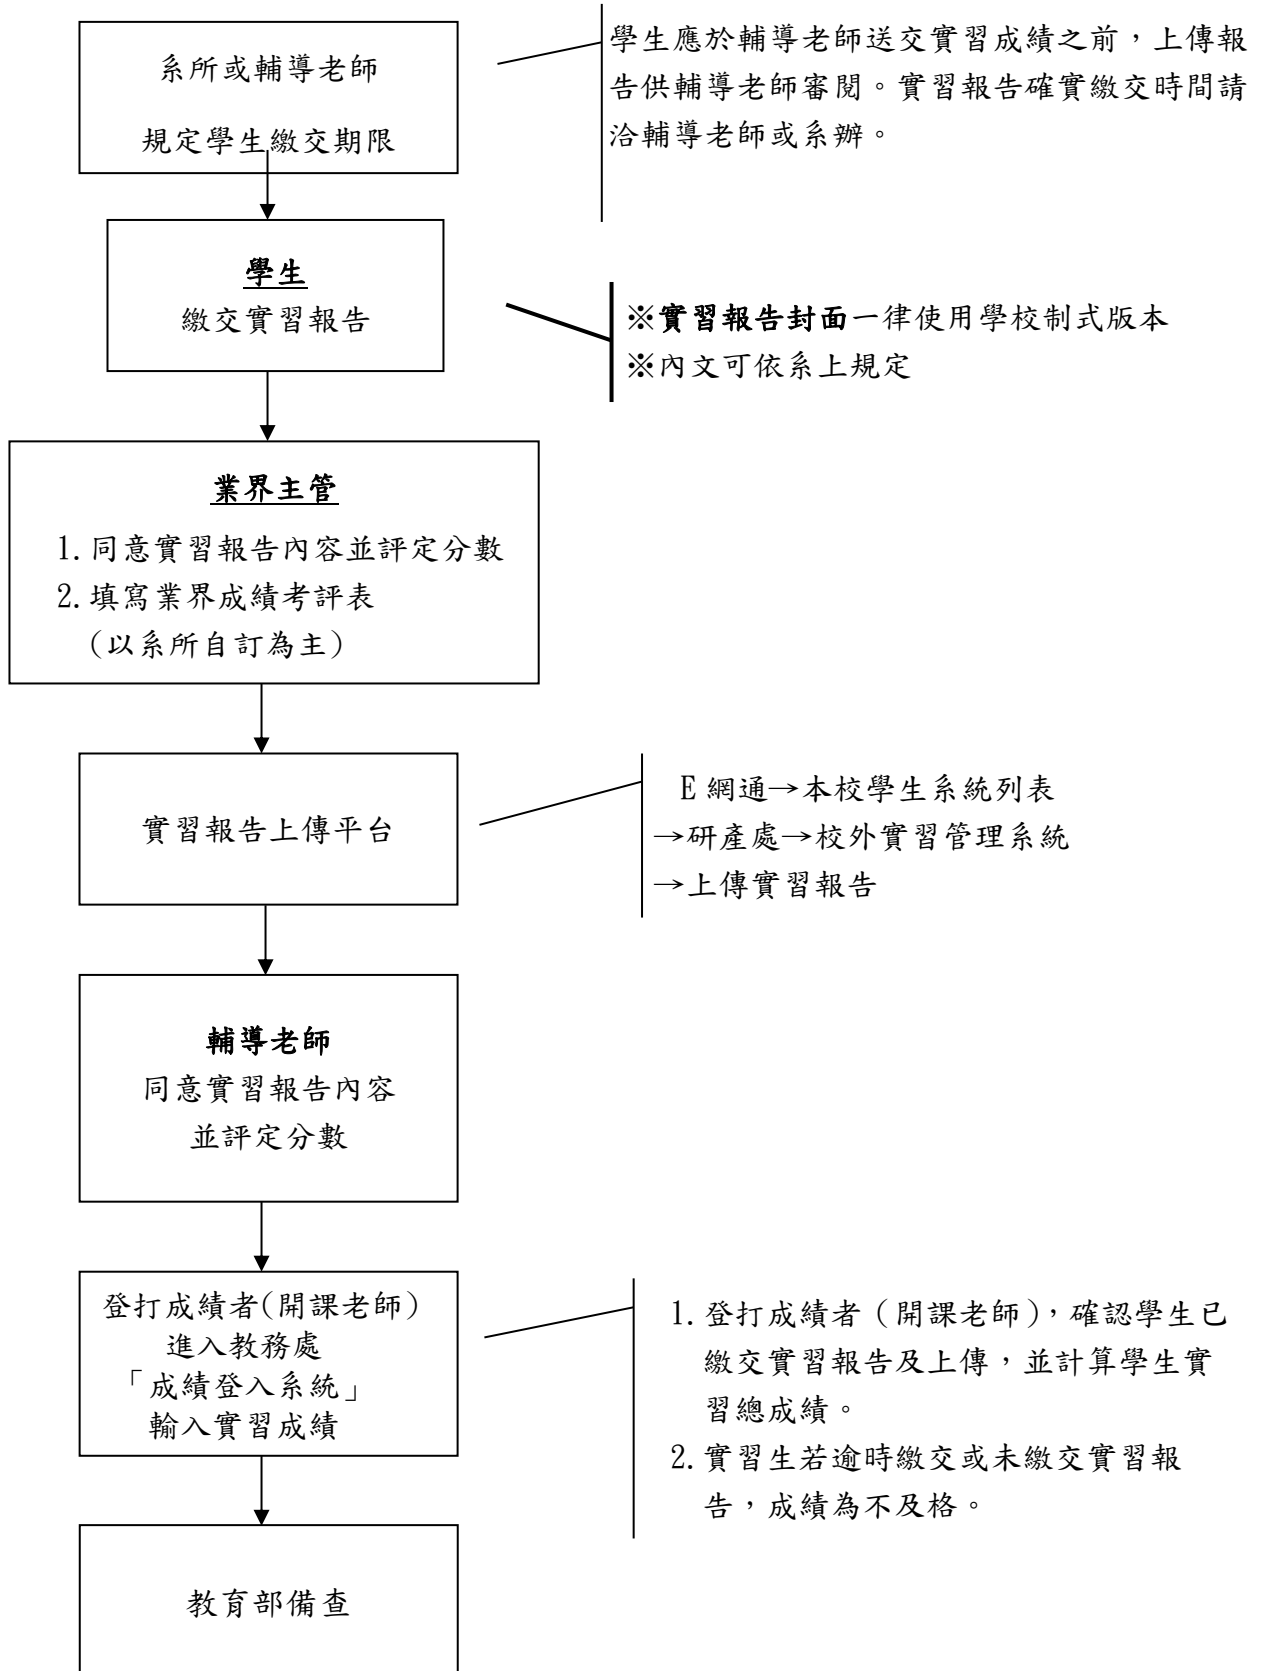 系所或輔導老師
規定學生繳交期限
學生應於輔導老師送交實習成績之前，上傳報
告供輔導老師審閱。實習報告確實繳交時間請
洽輔導老師或系辦。
學生
繳交實習報告
※實習報告封面一律使用學校制式版本
※內文可依系上規定
業界主管
1.同意實習報告內容並評定分數
2.填寫業界成績考評表
(以系所自訂為主)
實習報告上傳平台
E網通→本校學生系統列表
→研產處→校外實習管理系統
→上傳實習報告
輔導老師
同意實習報告內容
並評定分數
登打成績者(開課老師)
進入教務處
「成績登入系統」
輸入實習成績
1.登打成績者（開課老師），確認學生已
繳交實習報告及上傳，並計算學生實
習總成績。
2.實習生若逾時繳交或未繳交實習報
告，成績為不及格。
教育部備查